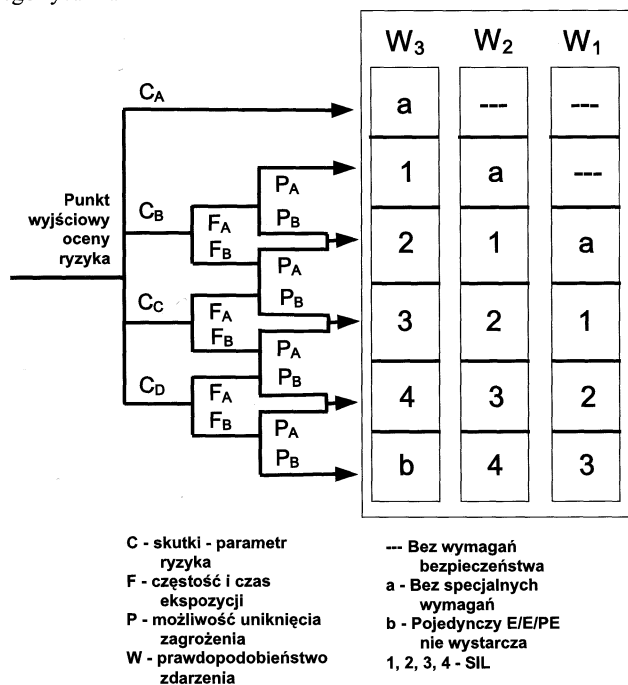 W3 W2 W1
CA
a --- ---
PA
1 a ---
Punkt
wyjściowy
oceny
ryzyka
CB
FA
PB
FB
2 1 a
PA
CC
FA
PB
3 2 1
FB
PA
CD
FA
PB
4 3 2
FB
PA
PB
b 4 3
C - skutki - parametr
ryzyka
F - częstość i czas
ekspozycji
P - możliwość uniknięcia
zagrożenia
W - prawdopodobieństwo
zdarzenia
--- Bez wymagań
bezpieczeństwa
a - Bez specjalnych
wymagań
b - Pojedynczy E/E/PE
nie wystarcza
1, 2, 3, 4 - SIL